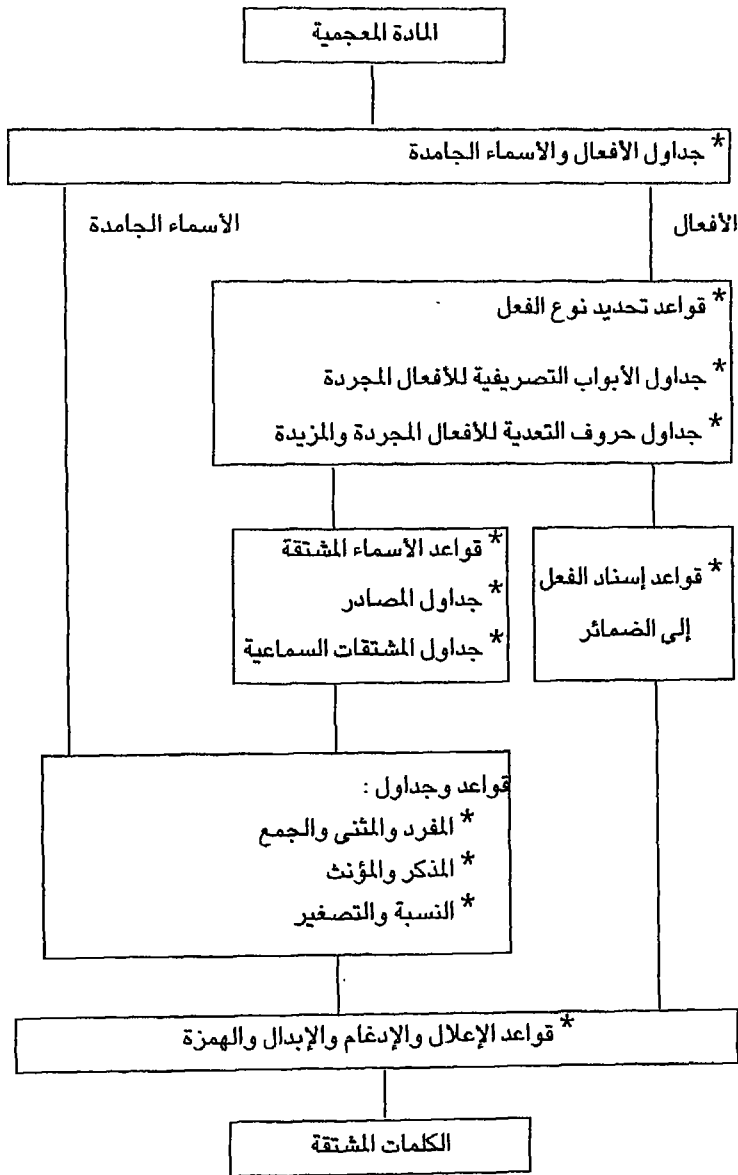 المادة المعجمية
* جداول الأفعال والأسماء الجامدة
الأفعال
الأسماء الجامدة
* قواعد تحديد نوع الفعل
* جداول الأبواب التصريفية للأفعال المجردة
* جداول حروف التعدية للأفعال المجردة والمزيدة
* قواعد إسناد الفعل
إلى الضمائر
* قواعد الأسماء المشتقة
* جداول المصادر
* جداول المشتقات السماعية
قواعد وجداول :
* المفرد والمثنى والجمع
* المذكر والمؤنث
* النسبة والتصغير
* قواعد الإعلال والإدغام والإبدال والهمزة
الكلمات المشتقة